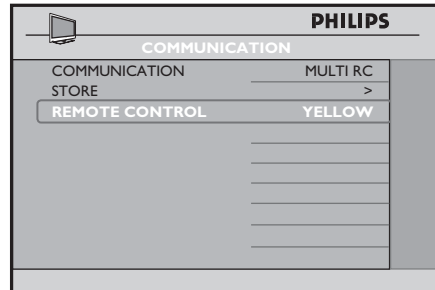 PHILIPS
COMMUNICATION
COMMUNICATION MULTI RC
STORE >
REMOTE CONTROL YELLOW